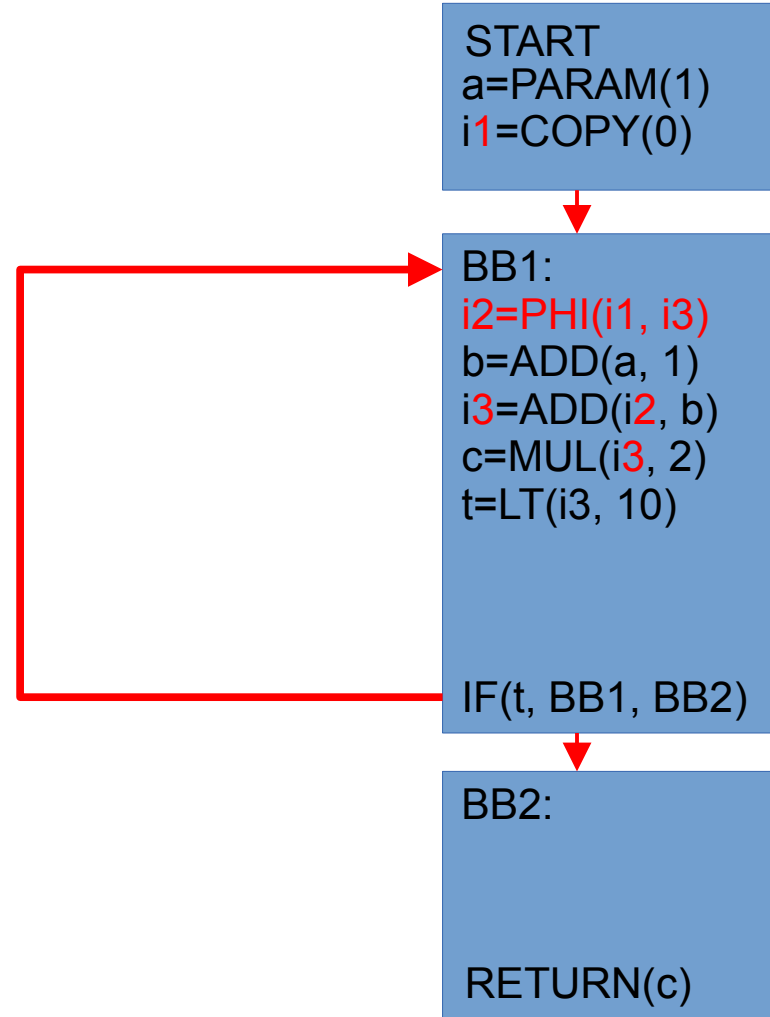 START
a=PARAM(1)
i1=COPY(0)
BB1:
i2=PHI(i1, i3)
b=ADD(a, 1)
i3=ADD(i2, b)
c=MUL(i3, 2)
t=LT(i3, 10)
IF(t, BB1, BB2)
BB2:
RETURN(c)